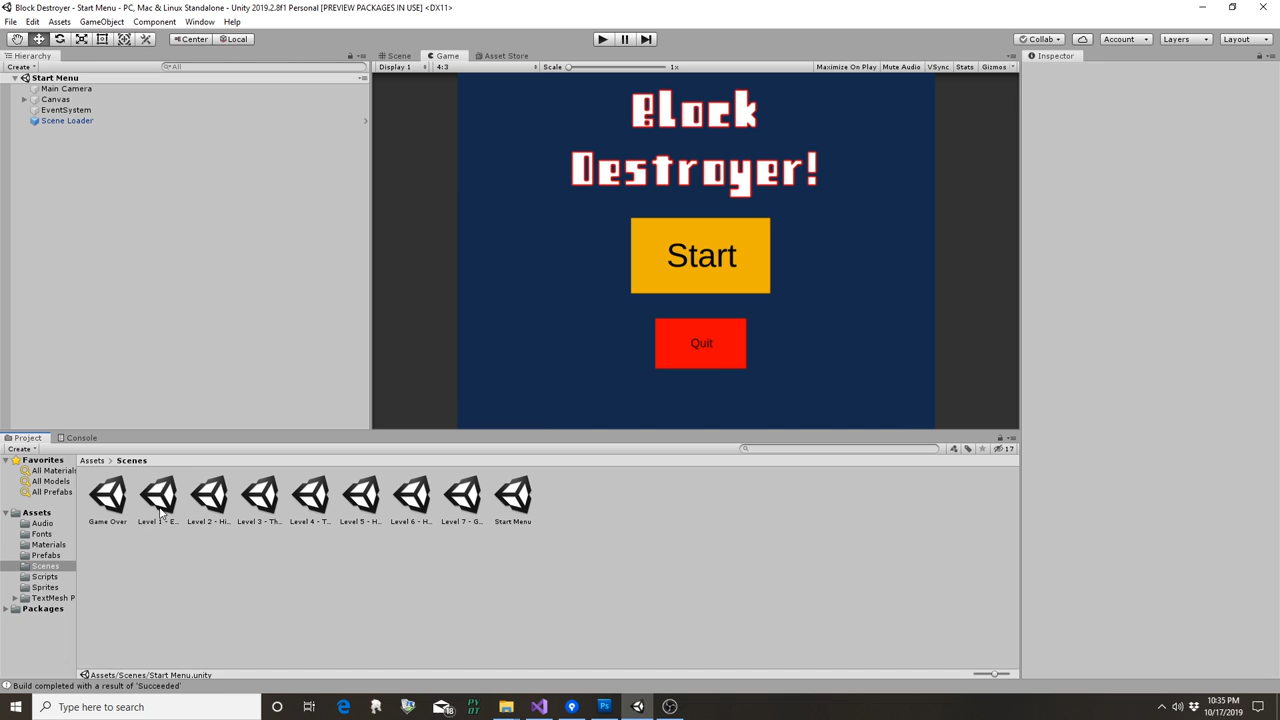 Block Destroyer - Start Menu - PC, Mac & Linux Standalone - Unity 2019.2.8f1 Personal [PREVIEW PACKAGES IN USE] <DX11>
File Edit Assets GameObject Component Window Help
Center Local Collab Account Layers Layout
Hierarchy Scene Game Asset Store Inspector
Create All Display 1 4:3 Scale 1x Maximize On Play Mute Audio VSync Stats Gizmos
Start Menu
Main Camera
Canvas
EventSystem
Scene Loader
Block
Destroyer!
Start
Quit
Project Console
Create 17
Favorites
All Materials
All Models
All Prefabs
Assets
Audio
Fonts
Materials
Prefabs
Scenes
Scripts
Sprites
TextMesh P
Packages
Assets > Scenes
Game Over Level 1 - E... Level 2 - Hi... Level 3 - Th... Level 4 - T... Level 5 - H... Level 6 - H... Level 7 - G... Start Menu
Assets/Scenes/Start Menu.unity
Build completed with a result of 'Succeeded'
Type here to search
18
10:35 PM
10/17/2019